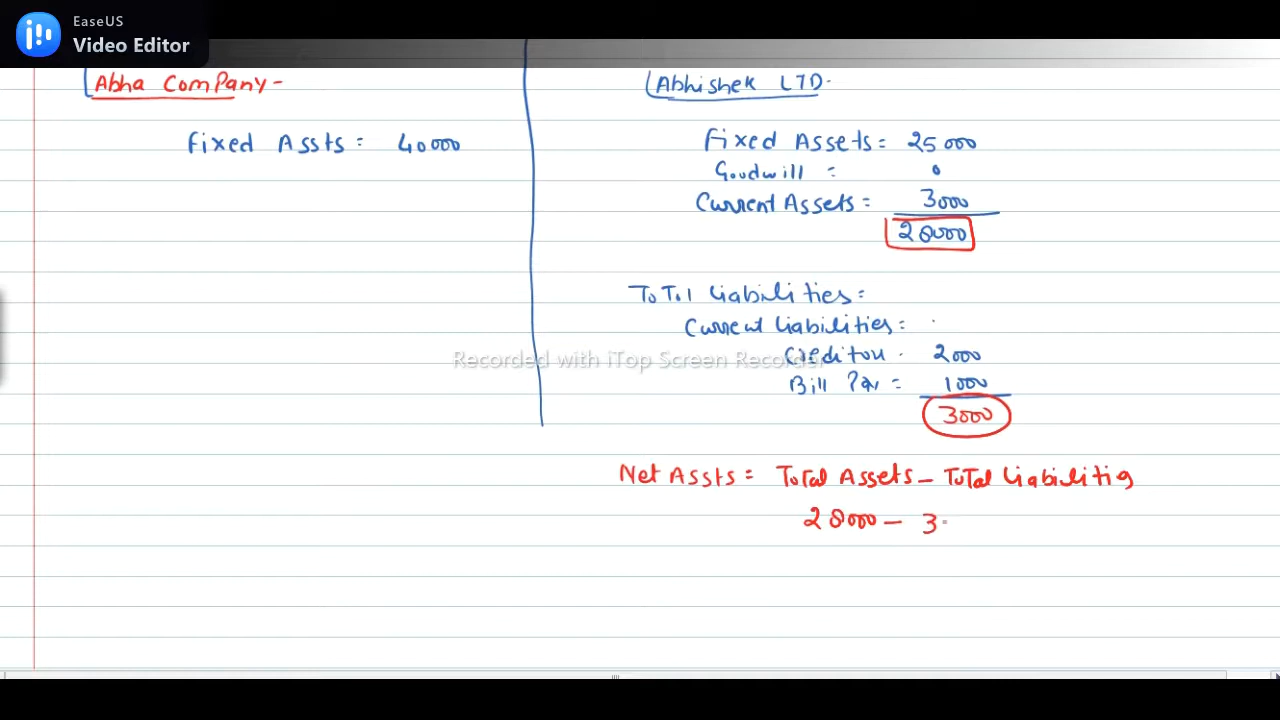 EaseUS
Video Editor
Abha Company-
Fixed Assts = 40000
Abhishek LTD-
Fixed Assets = 25000
Goodwill = 0
Current Assets = 3000
28000
ToTal Liabilities =
Current Liabilities =
2000
Bill Pay = 1000
3000
Recorded with iTop Screen Recorder
Net Assts = Total Assets - Total Liabilities
28000 - 3